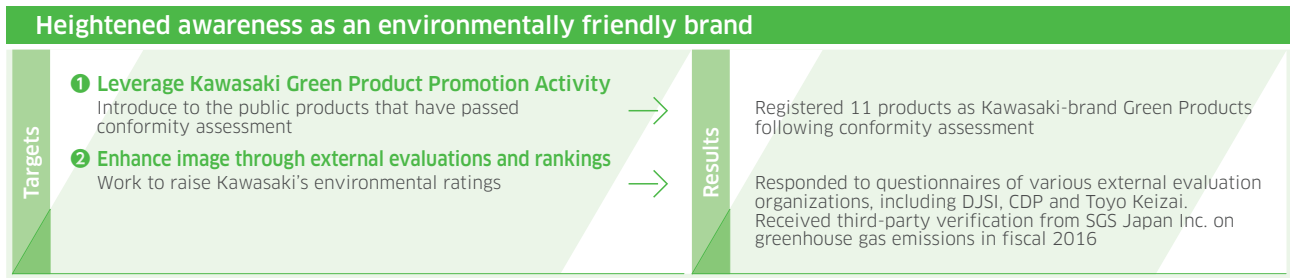 Heightened awareness as an environmentally friendly brand
Targets
❶ Leverage Kawasaki Green Product Promotion Activity
Introduce to the public products that have passed
conformity assessment
❷ Enhance image through external evaluations and rankings
Work to raise Kawasaki's environmental ratings
Results
Registered 11 products as Kawasaki-brand Green Products
following conformity assessment
Responded to questionnaires of various external evaluation
organizations, including DJSI, CDP and Toyo Keizai.
Received third-party verification from SGS Japan Inc. on
greenhouse gas emissions in fiscal 2016